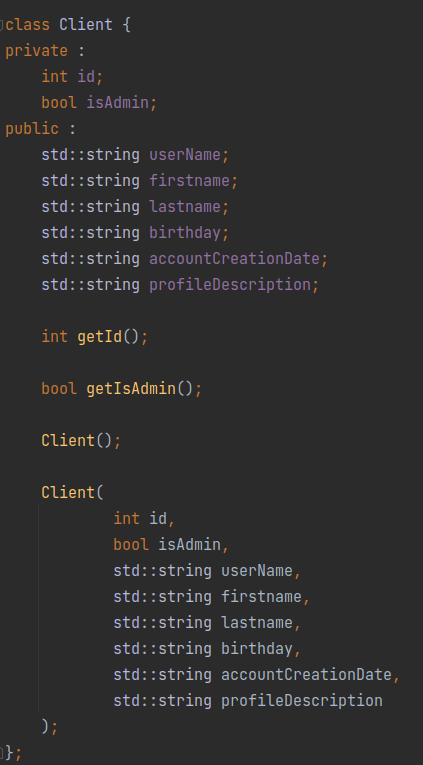 class Client {
private :
    int id;
    bool isAdmin;
public :
    std::string userName;
    std::string firstname;
    std::string lastname;
    std::string birthday;
    std::string accountCreationDate;
    std::string profileDescription;

    int getId();

    bool getIsAdmin();

    Client();

    Client(
            int id,
            bool isAdmin,
            std::string userName,
            std::string firstname,
            std::string lastname,
            std::string birthday,
            std::string accountCreationDate,
            std::string profileDescription
    );
};